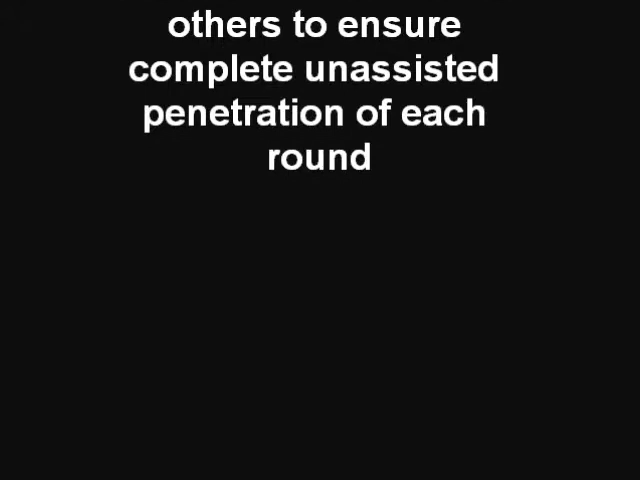 others to ensure
complete unassisted
penetration of each
round